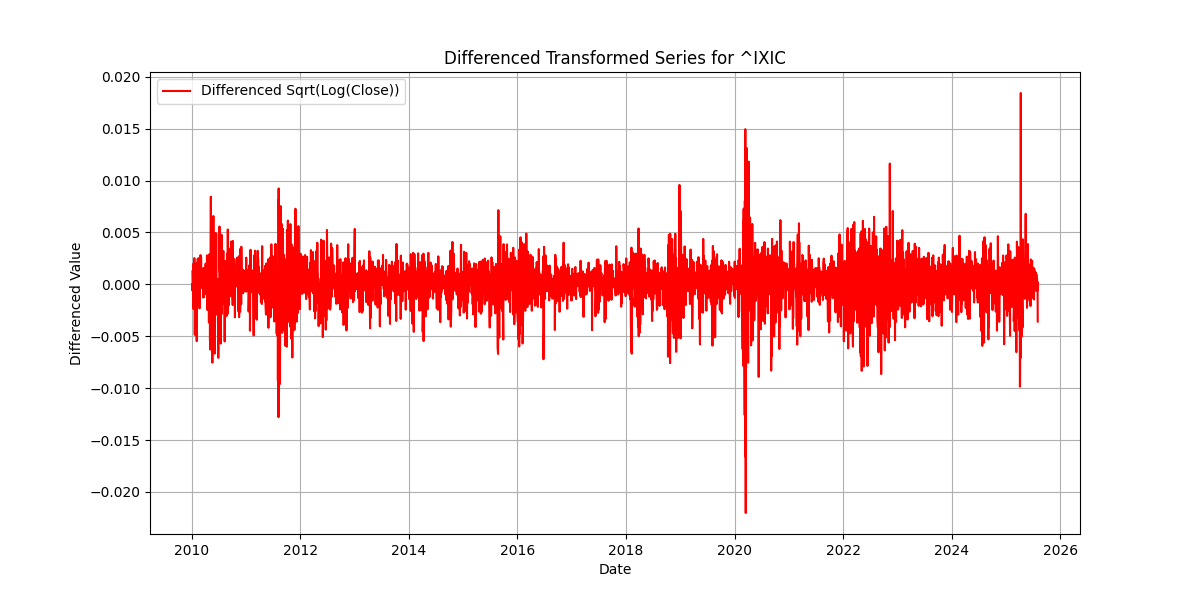 Differenced Transformed Series for ^IXIC
Differenced Sqrt(Log(Close))
0.020
0.015
0.010
0.005
0.000
−0.005
−0.010
−0.015
−0.020
Differenced Value
2010 2012 2014 2016 2018 2020 2022 2024 2026
Date